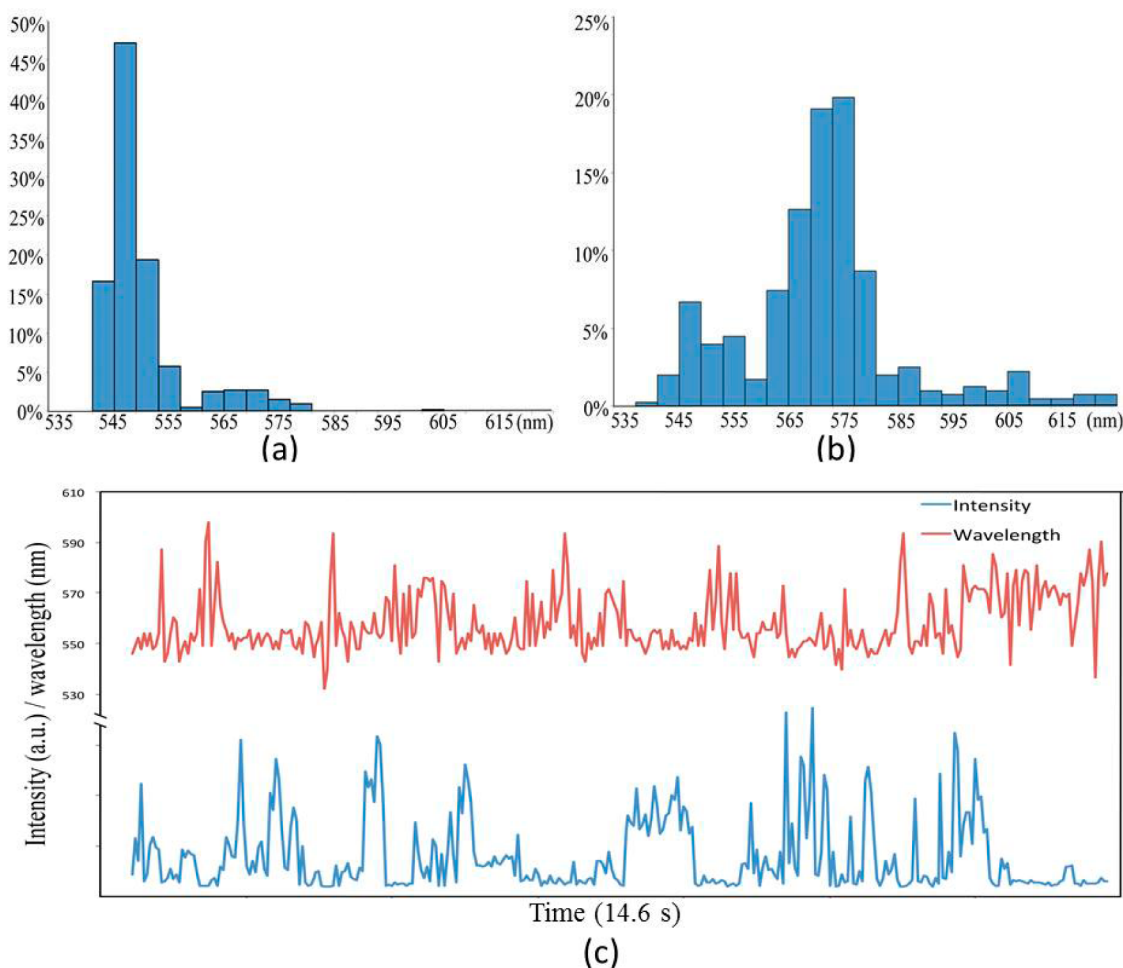 50%
45%
40%
35%
30%
25%
20%
15%
10%
5%
0%
535 545 555 565 575 585 595 605 615 (nm)
(a)
25%
20%
15%
10%
5%
0%
535 545 555 565 575 585 595 605 615 (nm)
(b)
610
590
570
550
530
Intensity (a.u.) / wavelength (nm)
Intensity
Wavelength
Time (14.6 s)
(c)